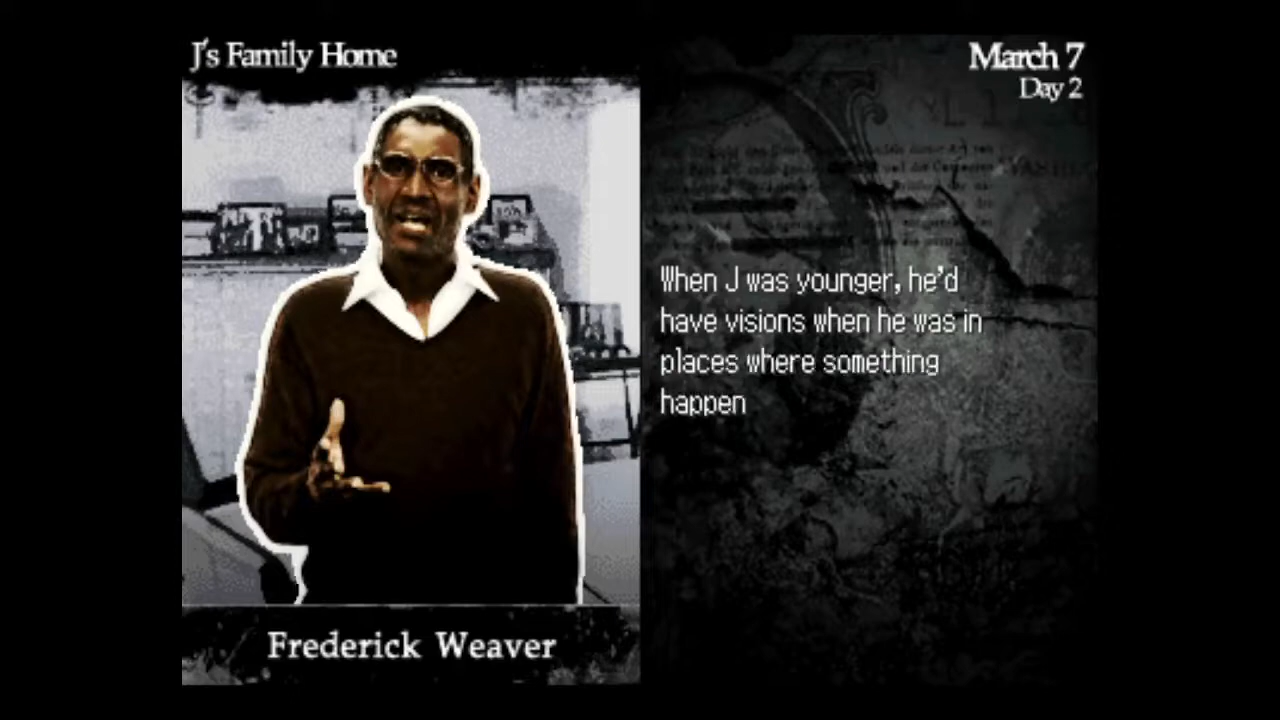 J's Family Home
March 7
Day 2
When J was younger, he'd
have visions when he was in
places where something
happen
Frederick Weaver